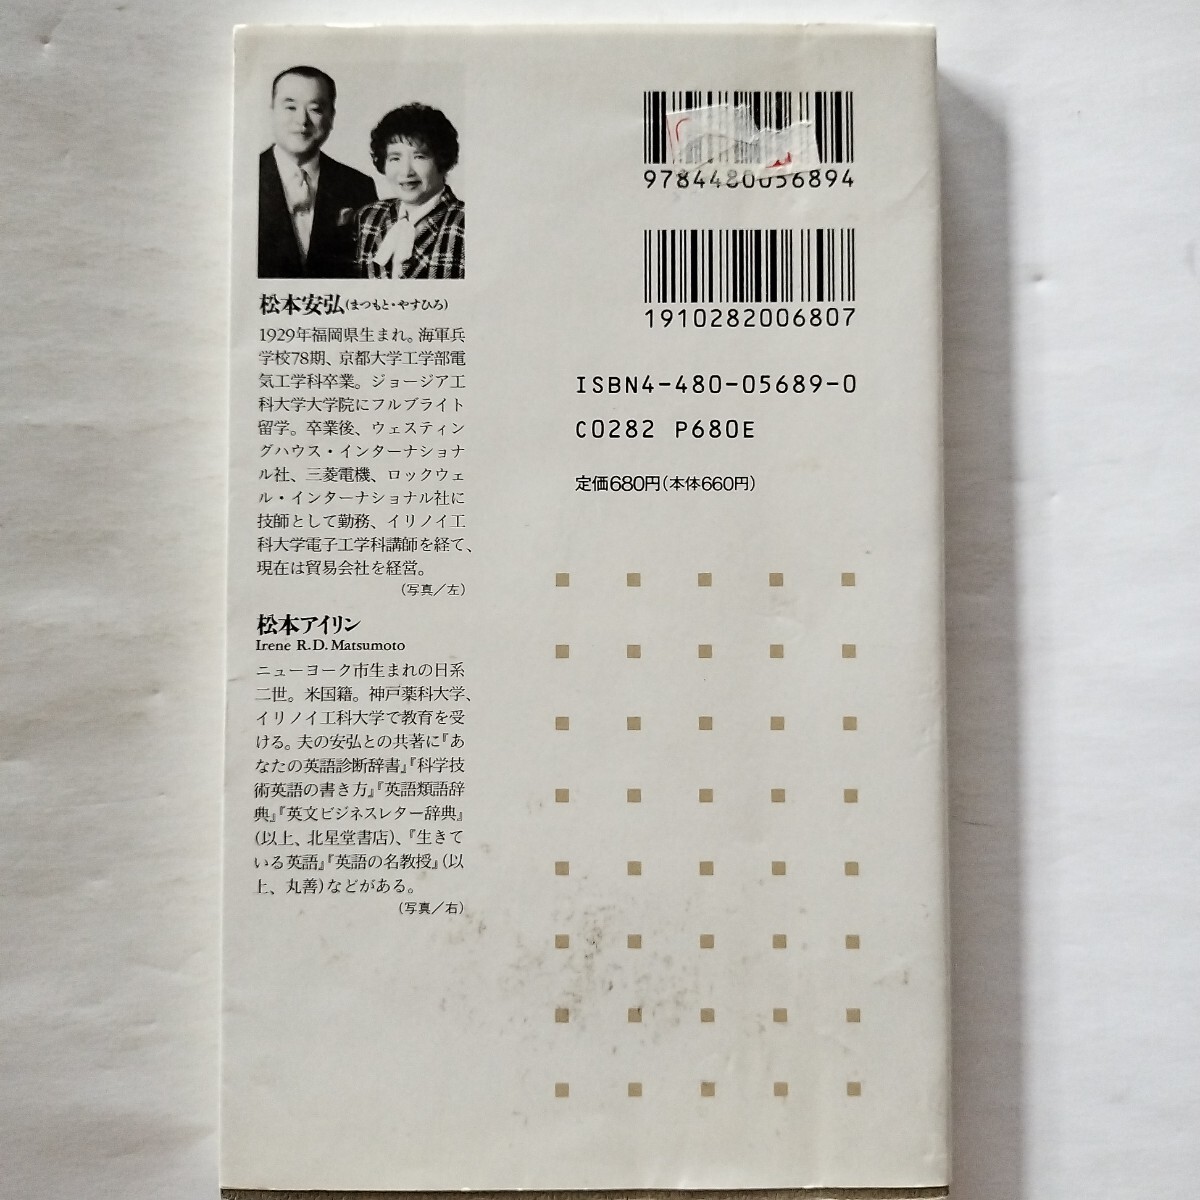 松本安弘(まつもと・やすひろ)
1929年福岡県生まれ。海軍兵
学校78期、京都大学工学部電
気工学科卒業。ジョージア工
科大学大学院にフルブライト
留学。卒業後、ウェスティン
グハウス・インターナショナ
ル社、三菱電機、ロックウェ
ル・インターナショナル社に
技師として勤務、イリノイ工
科大学電子工学科講師を経て、
現在は貿易会社を経営。
(写真／左)
松本アイリン
Irene R.D. Matsumoto
ニューヨーク市生まれの日系
二世。米国籍。神戸薬科大学、
イリノイ工科大学で教育を受
ける。夫の安弘との共著に『あ
なたの英語診断辞書』『科学技
術英語の書き方』『英語類語辞
典』『英文ビジネスレター辞典』
(以上、北星堂書店)、『生きて
いる英語』『英語の名教授』(以
上、丸善)などがある。
(写真／右)
9784480056894
1910282006807
ISBN4-480-05689-0
C0282 P680E
定価680円(本体660円)